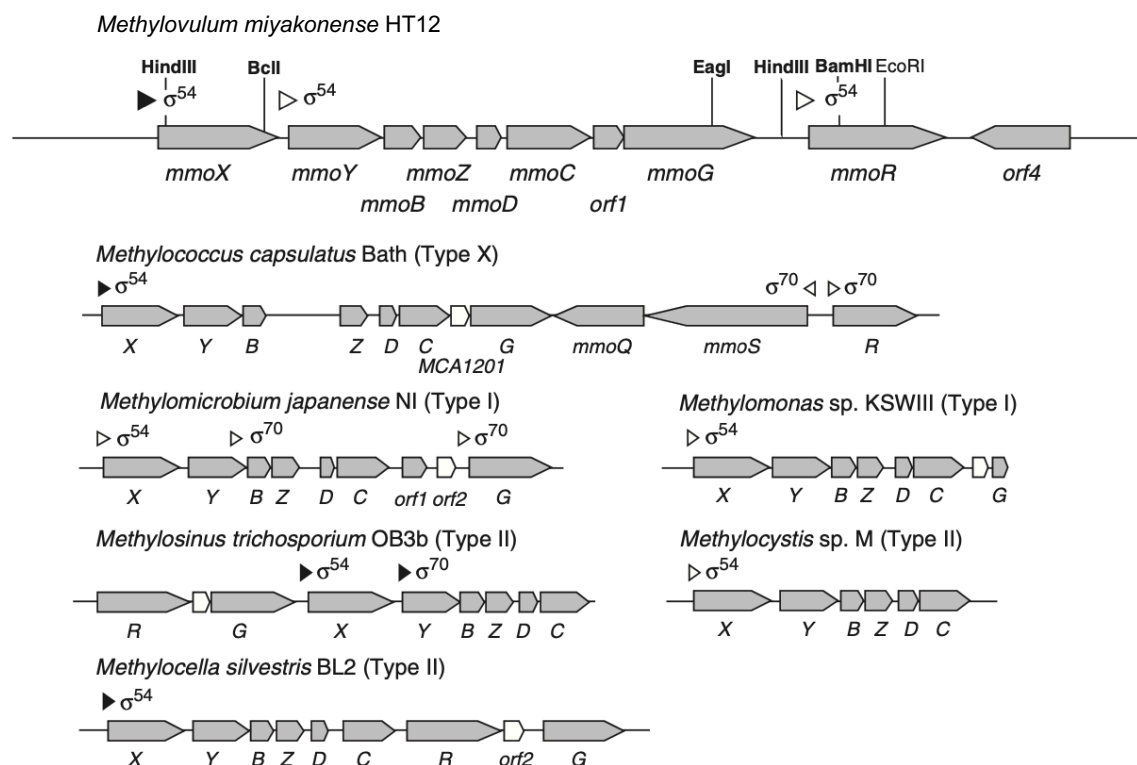 Methylovulum miyakonense HT12
HindIII BclI EagI HindIII BamHI EcoRI
σ54 σ54 σ54
mmoX mmoY mmoZ mmoC mmoG mmoR orf4
mmoB mmoD orf1
Methylococcus capsulatus Bath (Type X)
σ54 σ70 σ70
X Y B Z D C G mmoQ mmoS R
MCA1201
Methylomicrobium japanense NI (Type I)
σ54 σ70 σ70
X Y B Z D C orf1 orf2 G
Methylomonas sp. KSWIII (Type I)
σ54
X Y B Z D C G
Methylosinus trichosporium OB3b (Type II)
σ54 σ70
R G X Y B Z D C
Methylocystis sp. M (Type II)
σ54
X Y B Z D C
Methylocella silvestris BL2 (Type II)
σ54
X Y B Z D C R orf2 G